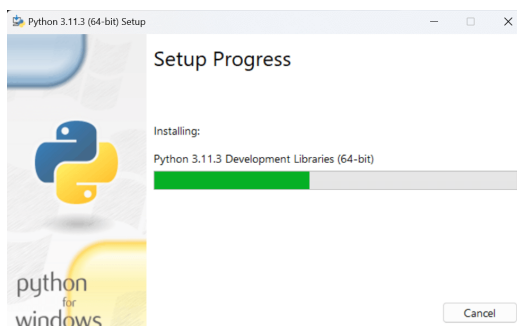 Python 3.11.3 (64-bit) Setup
Setup Progress
Installing:
Python 3.11.3 Development Libraries (64-bit)
python
for
windows
Cancel